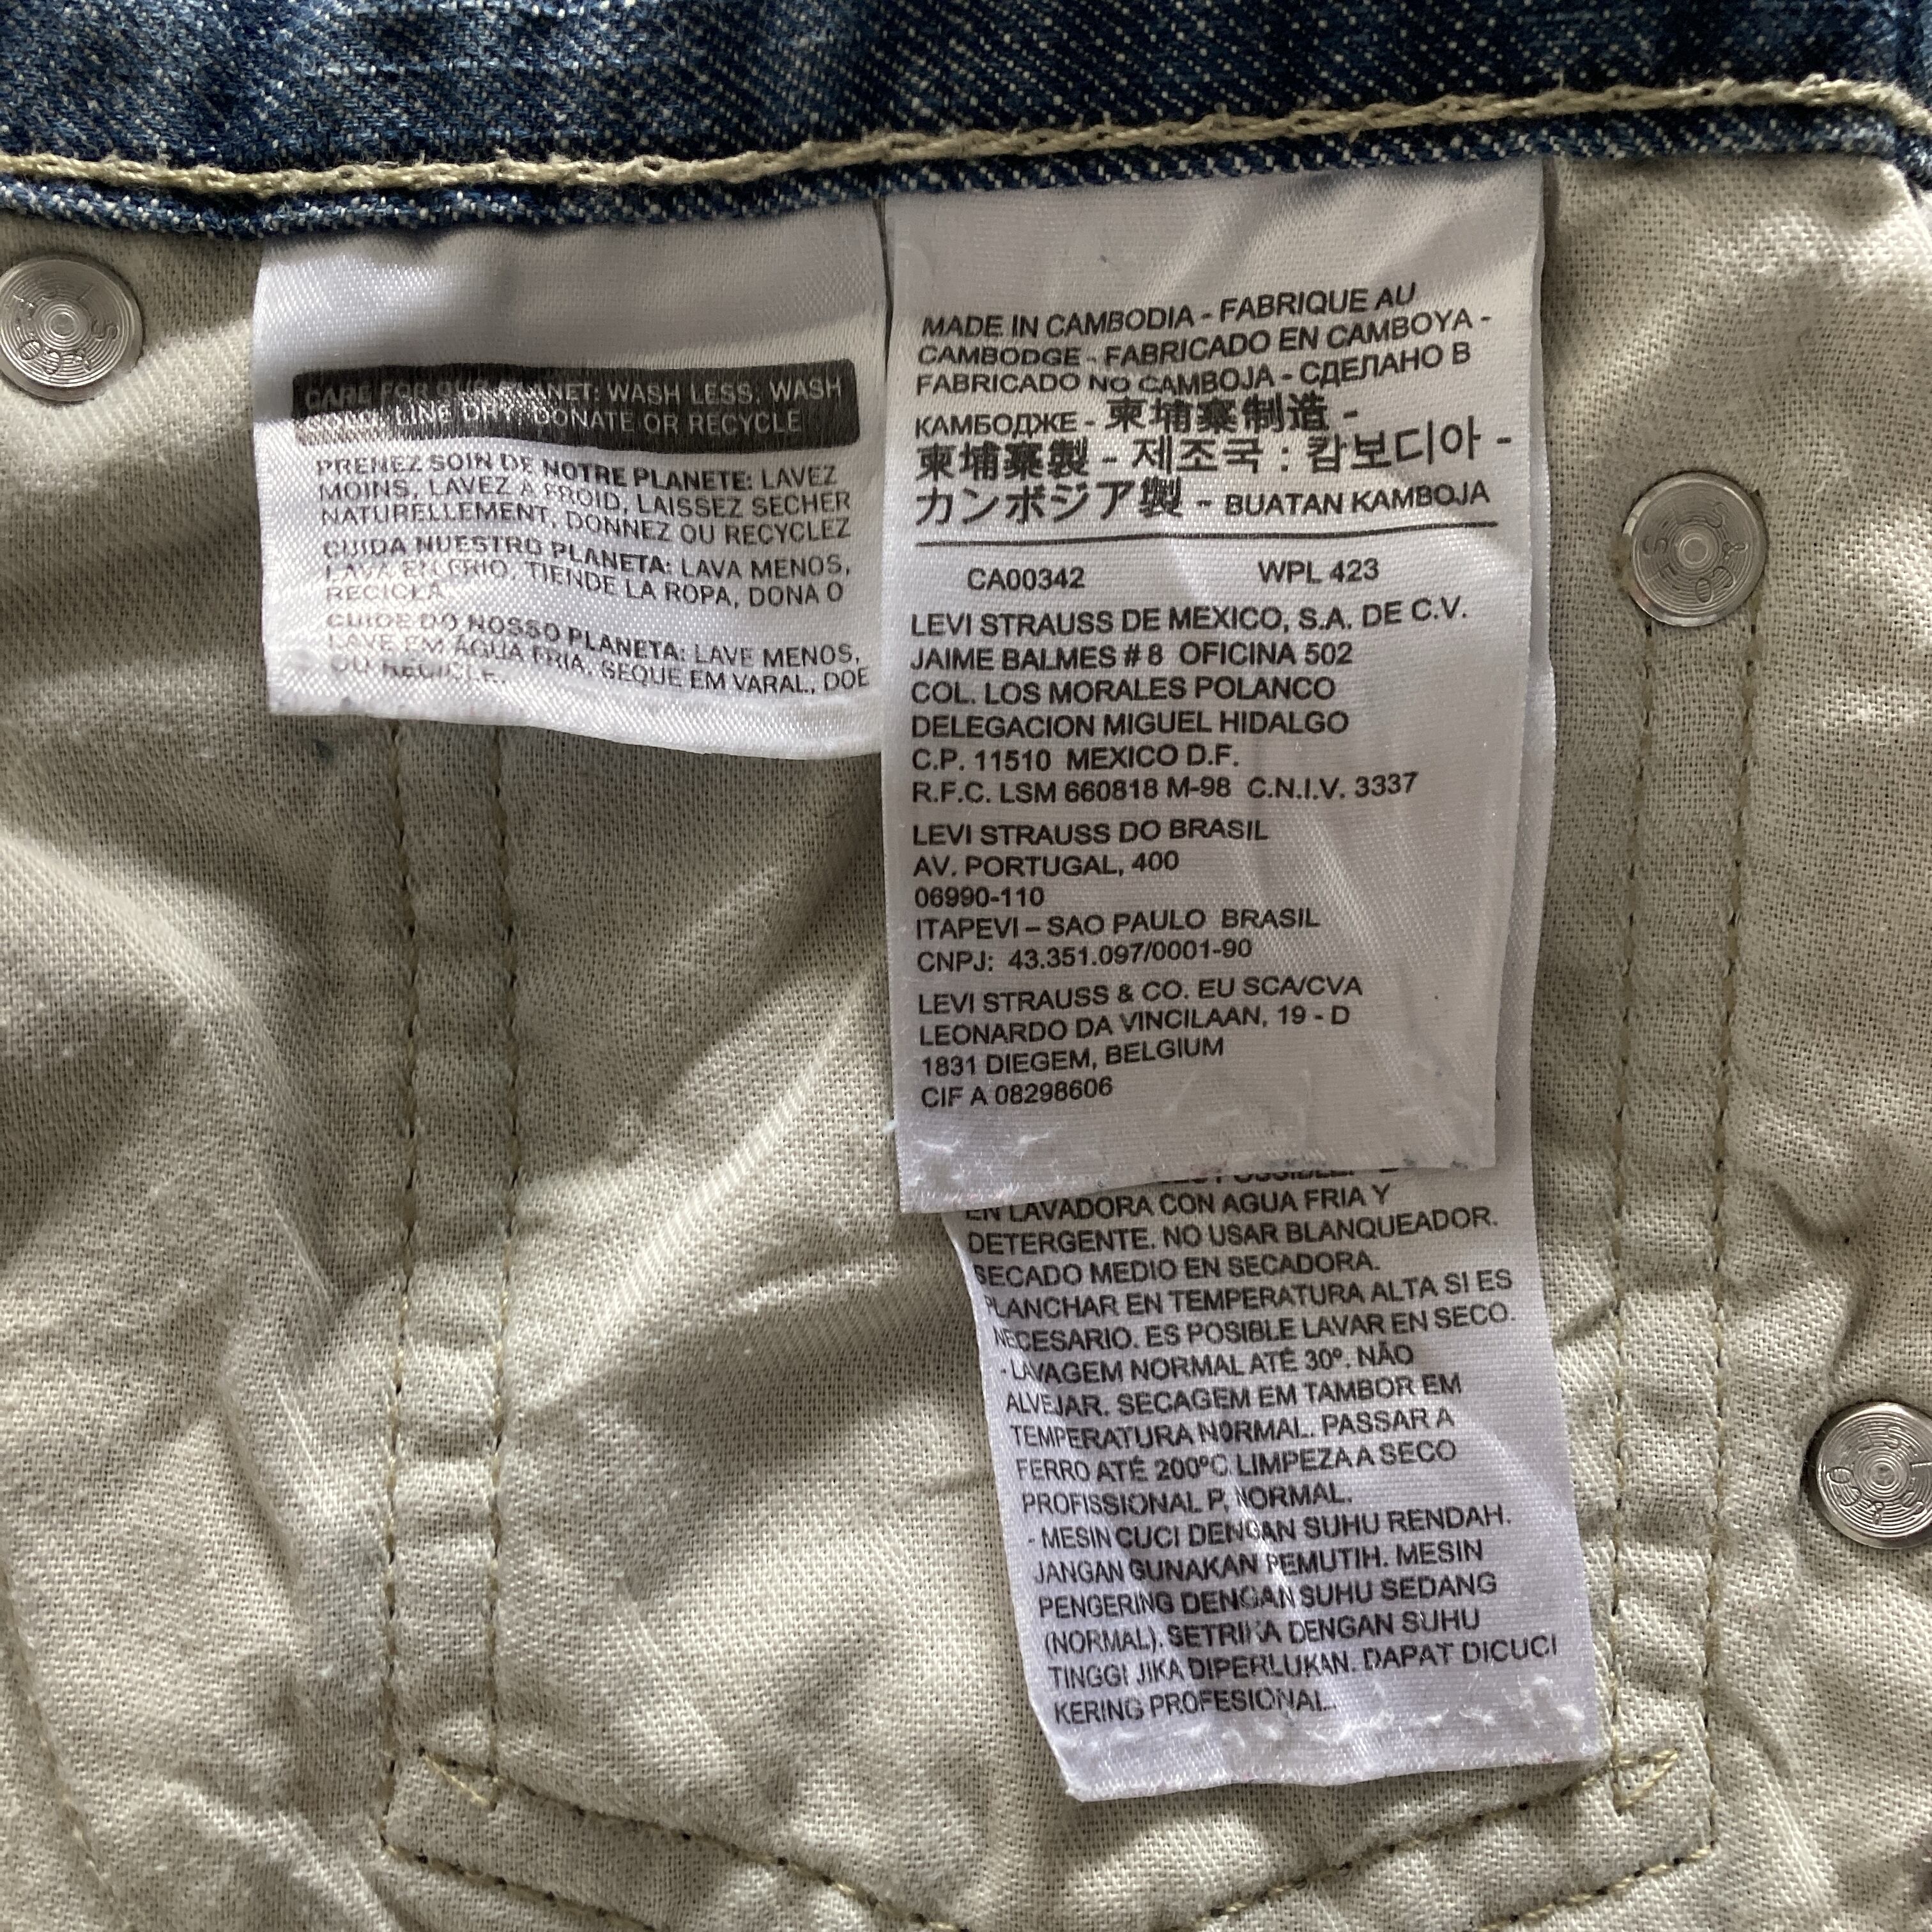 CARE FOR OUR PLANET: WASH LESS, WASH
COLD, LINE DRY, DONATE OR RECYCLE
PRENEZ SOIN DE NOTRE PLANETE: LAVEZ
MOINS, LAVEZ A FROID, LAISSEZ SECHER
NATURELLEMENT, DONNEZ OU RECYCLEZ
CUIDA NUESTRO PLANETA: LAVA MENOS,
LAVA EN FRIO, TIENDE LA ROPA, DONA O
RECICLA.
CUIDE DO NOSSO PLANETA: LAVE MENOS,
LAVE EM ÁGUA FRIA, SEQUE EM VARAL, DOE
OU RECICLE.
MADE IN CAMBODIA - FABRIQUE AU
CAMBODGE - FABRICADO EN CAMBOYA -
FABRICADO NO CAMBOJA - СДЕЛАНО В
КАМБОДЖЕ - 柬埔寨制造 -
柬埔寨製 - 제조국 : 캄보디아 -
カンボジア製 - BUATAN KAMBOJA
CA00342 WPL 423
LEVI STRAUSS DE MEXICO, S.A. DE C.V.
JAIME BALMES # 8 OFICINA 502
COL. LOS MORALES POLANCO
DELEGACION MIGUEL HIDALGO
C.P. 11510 MEXICO D.F.
R.F.C. LSM 660818 M-98 C.N.I.V. 3337
LEVI STRAUSS DO BRASIL
AV. PORTUGAL, 400
06990-110
ITAPEVI – SAO PAULO BRASIL
CNPJ: 43.351.097/0001-90
LEVI STRAUSS & CO. EU SCA/CVA
LEONARDO DA VINCILAAN, 19 - D
1831 DIEGEM, BELGIUM
CIF A 08298606
EN LAVADORA CON AGUA FRIA Y
DETERGENTE. NO USAR BLANQUEADOR.
SECADO MEDIO EN SECADORA.
PLANCHAR EN TEMPERATURA ALTA SI ES
NECESARIO. ES POSIBLE LAVAR EN SECO.
- LAVAGEM NORMAL ATÉ 30º. NÃO
ALVEJAR. SECAGEM EM TAMBOR EM
TEMPERATURA NORMAL. PASSAR A
FERRO ATÉ 200ºC. LIMPEZA A SECO
PROFISSIONAL P, NORMAL.
- MESIN CUCI DENGAN SUHU RENDAH.
JANGAN GUNAKAN PEMUTIH. MESIN
PENGERING DENGAN SUHU SEDANG
(NORMAL). SETRIKA DENGAN SUHU
TINGGI JIKA DIPERLUKAN. DAPAT DICUCI
KERING PROFESIONAL.